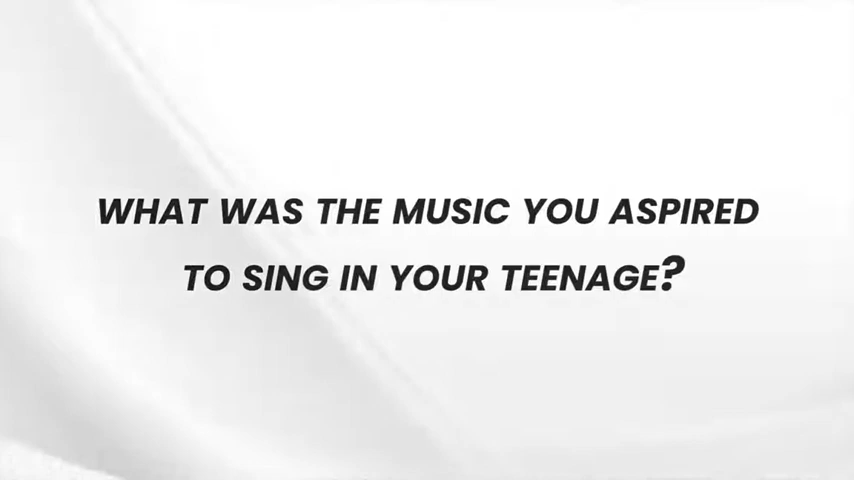 WHAT WAS THE MUSIC YOU ASPIRED
TO SING IN YOUR TEENAGE?